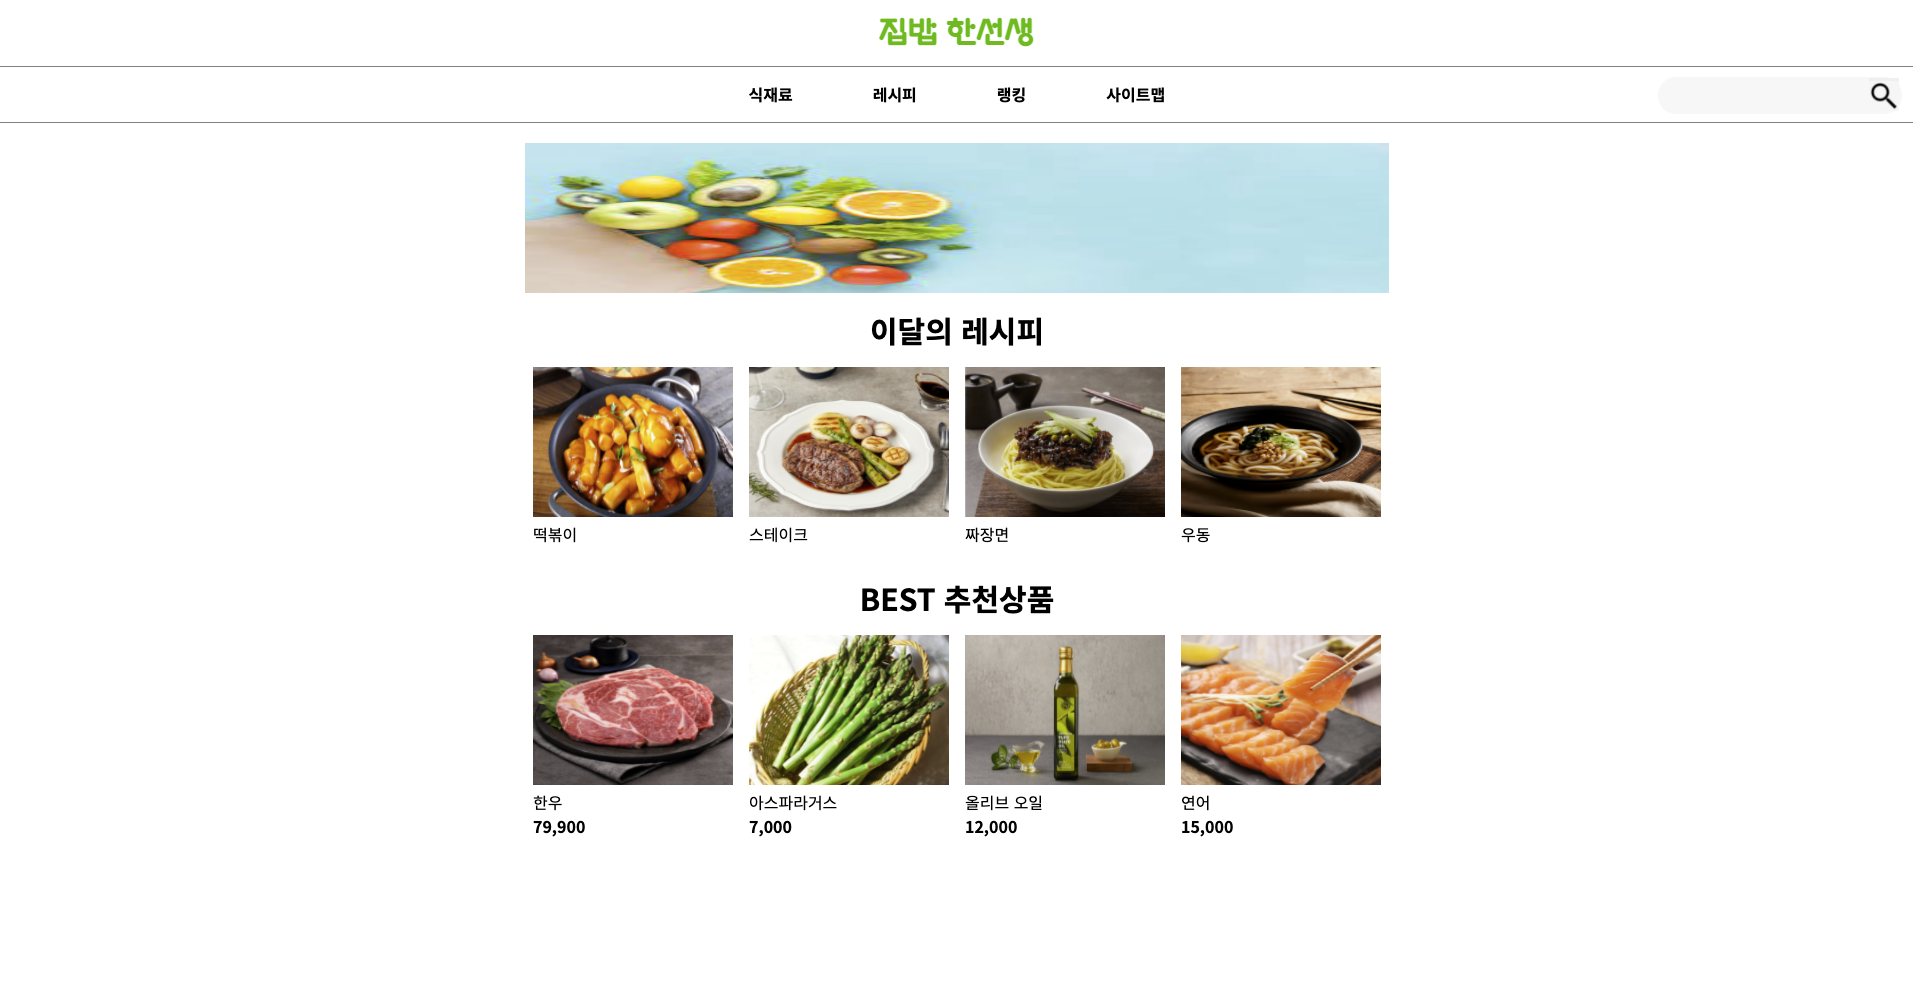 집밥 한선생
식재료 레시피 랭킹 사이트맵
이달의 레시피
떡볶이 스테이크 짜장면 우동
BEST 추천상품
한우 아스파라거스 올리브 오일 연어
79,900 7,000 12,000 15,000